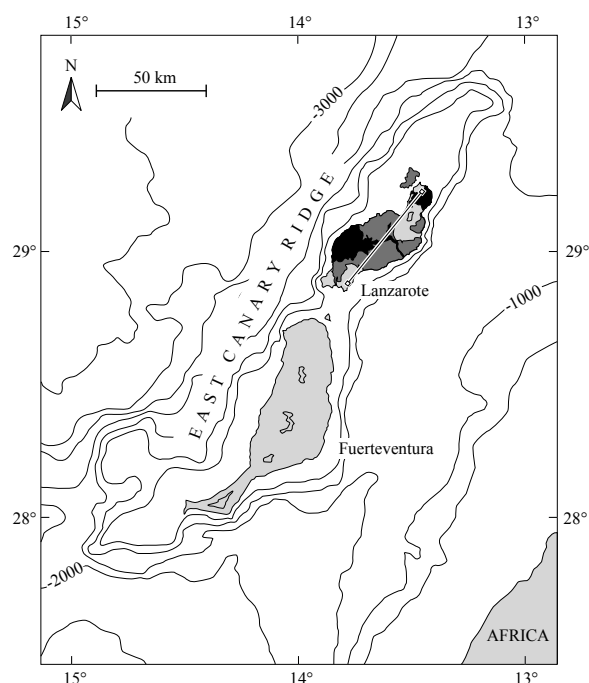 15°
14°
13°
N
50 km
-3000
EAST CANARY RIDGE
29°
29°
Lanzarote
-1000
Fuerteventura
28°
28°
-2000
AFRICA
15°
14°
13°